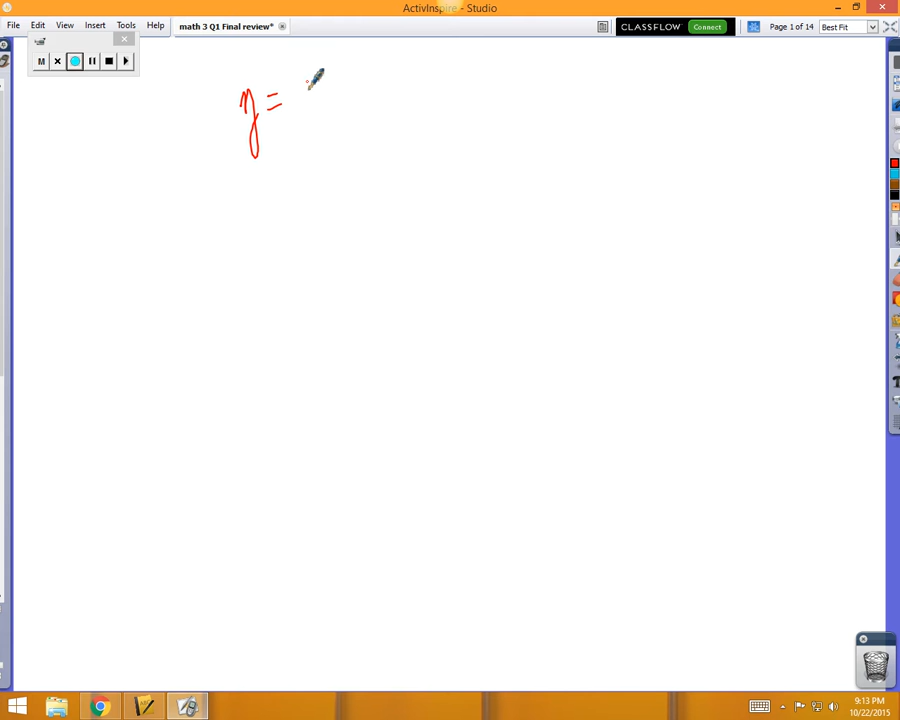 ActivInspire - Studio
File Edit View Insert Tools Help
math 3 Q1 Final review*
CLASSFLOW Connect
Page 1 of 14
Best Fit
M
y =
T
9:13 PM
10/22/2015